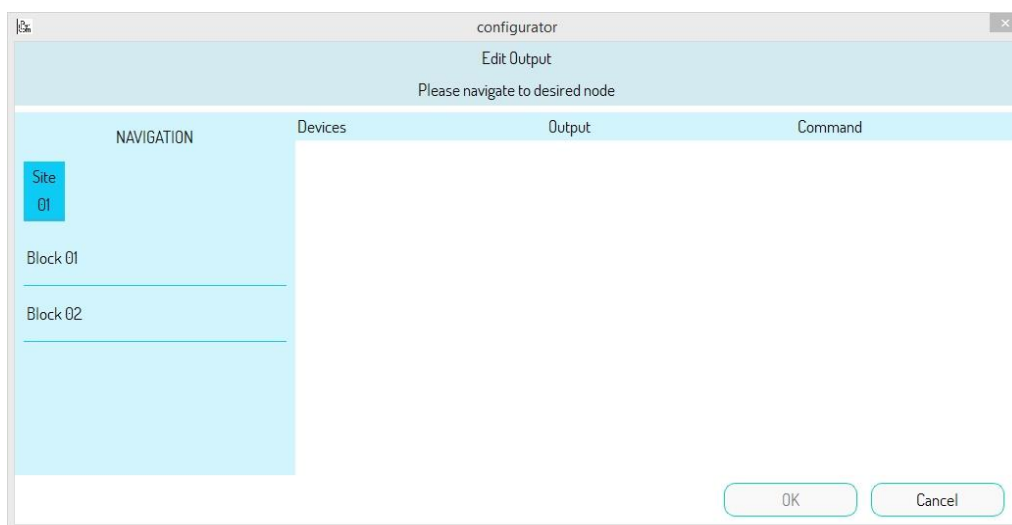 configurator
Edit Output
Please navigate to desired node
NAVIGATION
Devices
Output
Command
Site
01
Block 01
Block 02
OK
Cancel